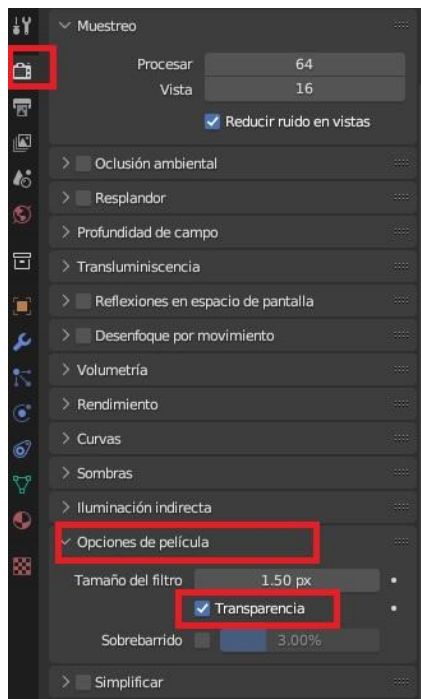 Muestreo
Procesar 64
Vista 16
Reducir ruido en vistas
Oclusión ambiental
Resplandor
Profundidad de campo
Transluminiscencia
Reflexiones en espacio de pantalla
Desenfoque por movimiento
Volumetría
Rendimiento
Curvas
Sombras
Iluminación indirecta
Opciones de película
Tamaño del filtro 1.50 px
Transparencia
Sobrebarrido 3.00%
Simplificar